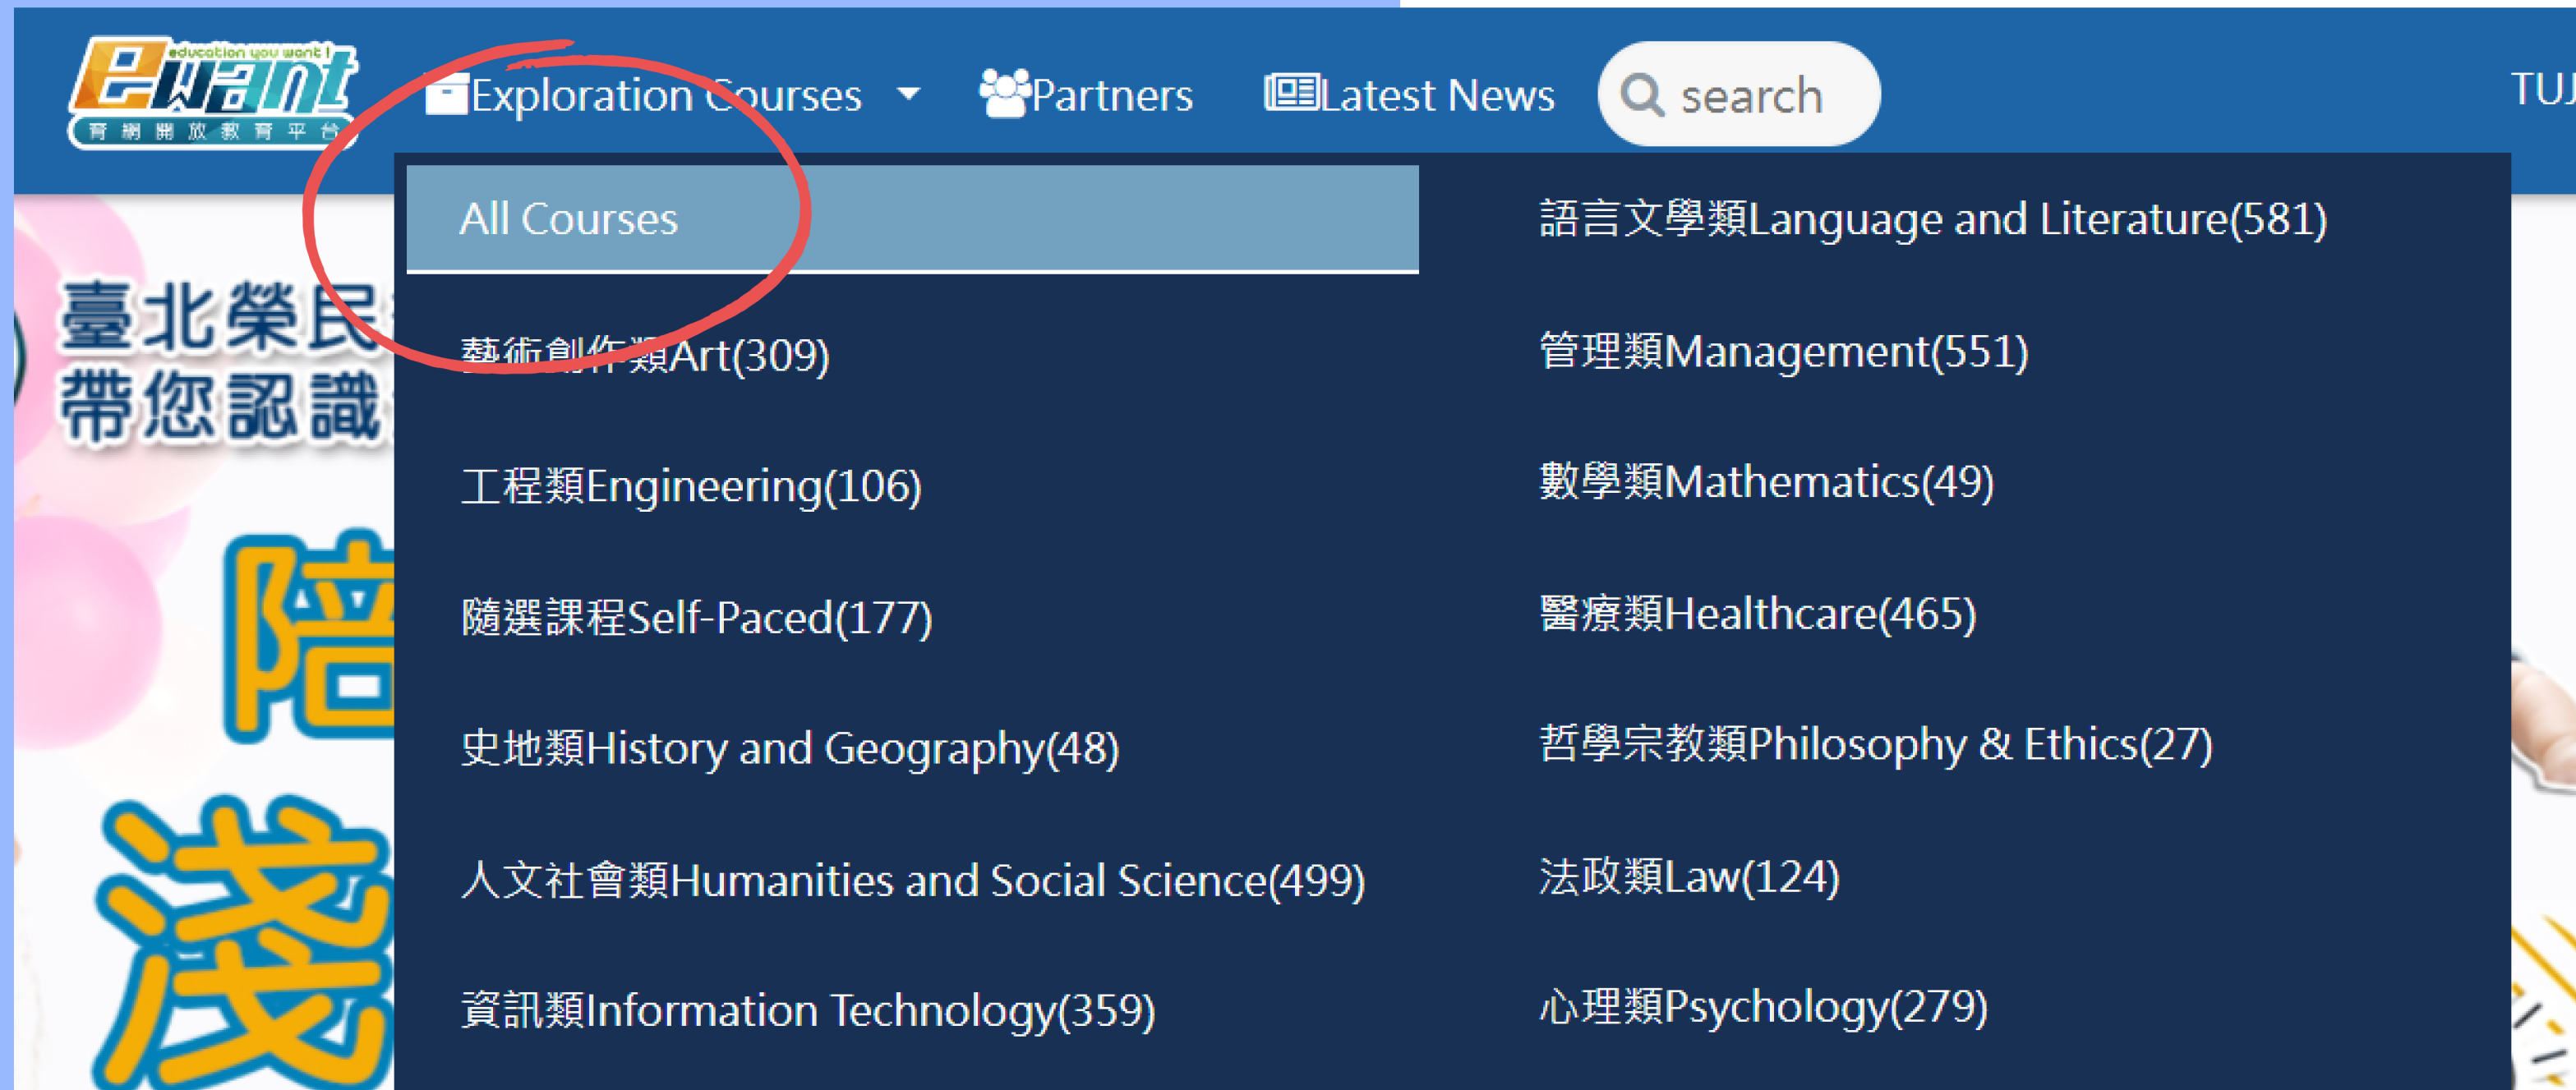 education you want !
ewant
育網開放教育平台
Exploration Courses
Partners
Latest News
search
TUJ
All Courses
藝術創作類Art(309)
工程類Engineering(106)
隨選課程Self-Paced(177)
史地類History and Geography(48)
人文社會類Humanities and Social Science(499)
資訊類Information Technology(359)
語言文學類Language and Literature(581)
管理類Management(551)
數學類Mathematics(49)
醫療類Healthcare(465)
哲學宗教類Philosophy & Ethics(27)
法政類Law(124)
心理類Psychology(279)
臺北榮民
帶您認識
陪
淺